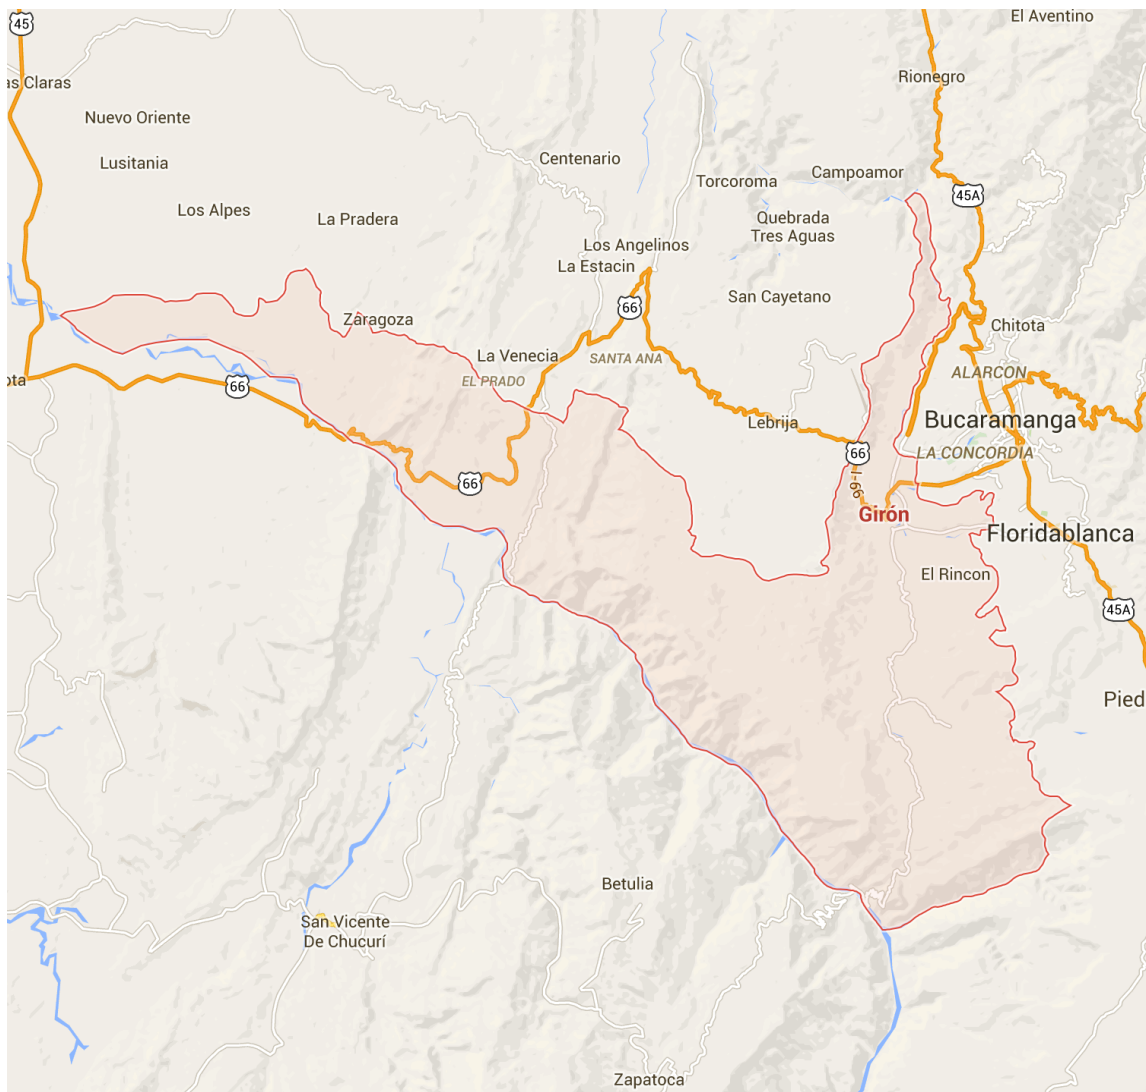 El Aventino
45
Rionegro
as Claras
Nuevo Oriente
Centenario
Lusitania
Campoamor
Torcoroma
45A
Los Alpes
La Pradera
Quebrada
Tres Aguas
Los Angelinos
La Estacin
San Cayetano
66
Zaragoza
Chitota
La Venecia
SANTA ANA
ALARCON
ota
66
EL PRADO
Lebrija
Bucaramanga
66
LA CONCORDIA
66
I-66
Girón
Floridablanca
El Rincon
45A
Pied
Betulia
San Vicente
De Chucurí
Zapatoca